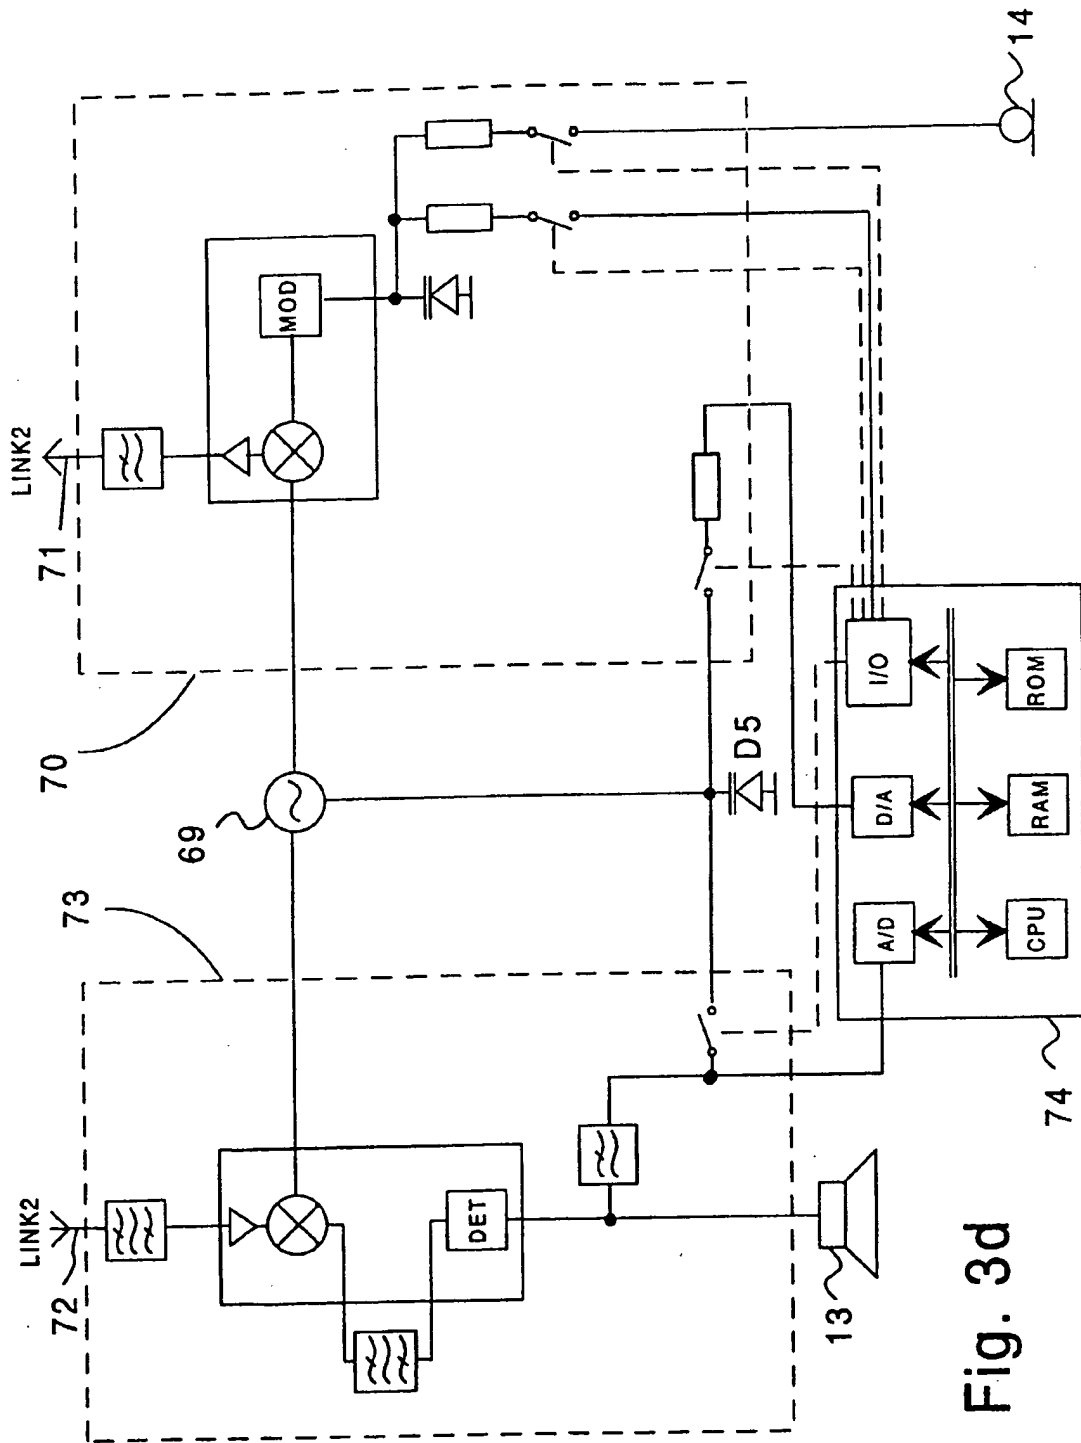 LINK2
72
73
69
70
LINK2
71
DET
MOD
D5
13
74
A/D
D/A
I/O
CPU
RAM
ROM
14
Fig. 3d